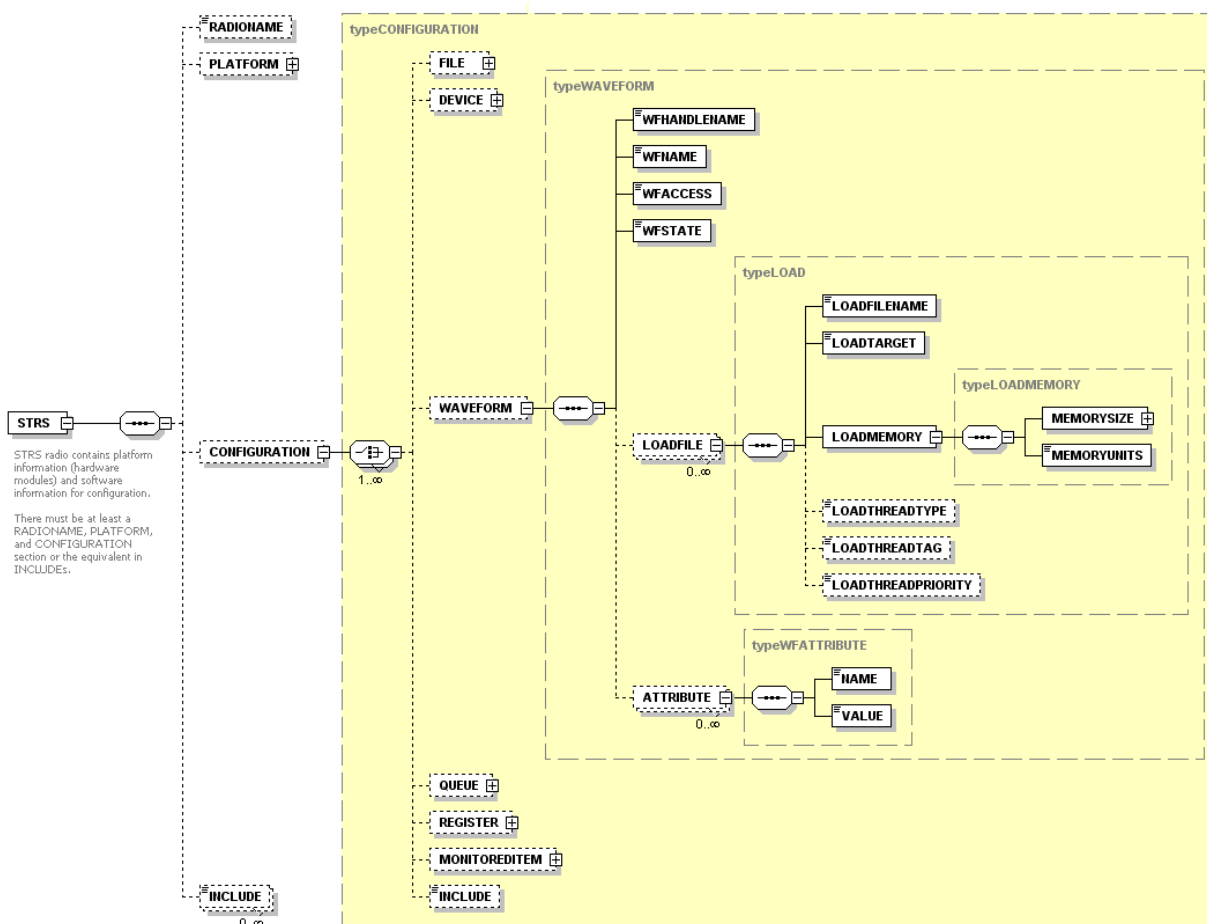 RADIONAME
PLATFORM
typeCONFIGURATION
FILE
DEVICE
typeWAVEFORM
WFHANDLENAME
WFNAME
WFACCESS
WFSTATE
typeLOAD
LOADFILENAME
LOADTARGET
typeLOADMEMORY
MEMORYSIZE
MEMORYUNITS
WAVEFORM
LOADFILE
0..∞
LOADMEMORY
STRS
STRS radio contains platform
information (hardware
modules) and software
information for configuration.
There must be at least a
RADIONAME, PLATFORM,
and CONFIGURATION
section or the equivalent in
INCLUDEs.
CONFIGURATION
1..∞
LOADTHREADTYPE
LOADTHREADTAG
LOADTHREADPRIORITY
typeWFATTRIBUTE
ATTRIBUTE
0..∞
NAME
VALUE
QUEUE
REGISTER
MONITOREDITEM
INCLUDE
INCLUDE
0..∞